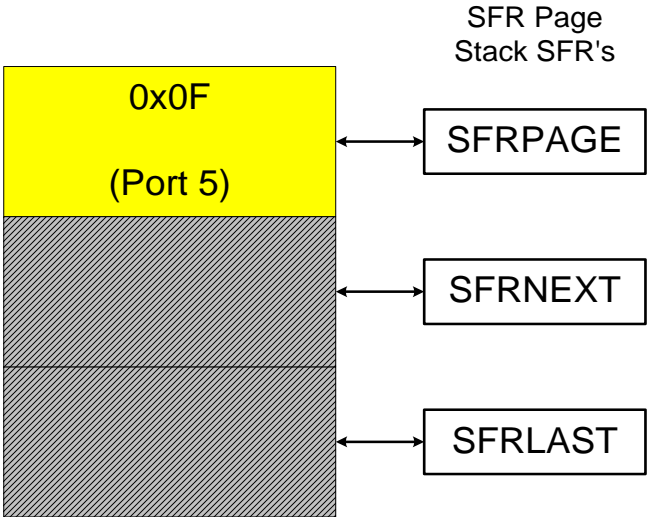 SFR Page
Stack SFR's
0x0F
(Port 5)
SFRPAGE
SFRNEXT
SFRLAST